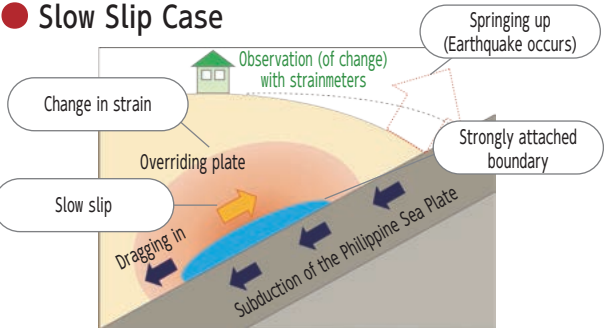 Slow Slip Case
Springing up
(Earthquake occurs)
Observation (of change)
with strainmeters
Change in strain
Strongly attached
boundary
Overriding plate
Slow slip
Dragging in
Subduction of the Philippine Sea Plate